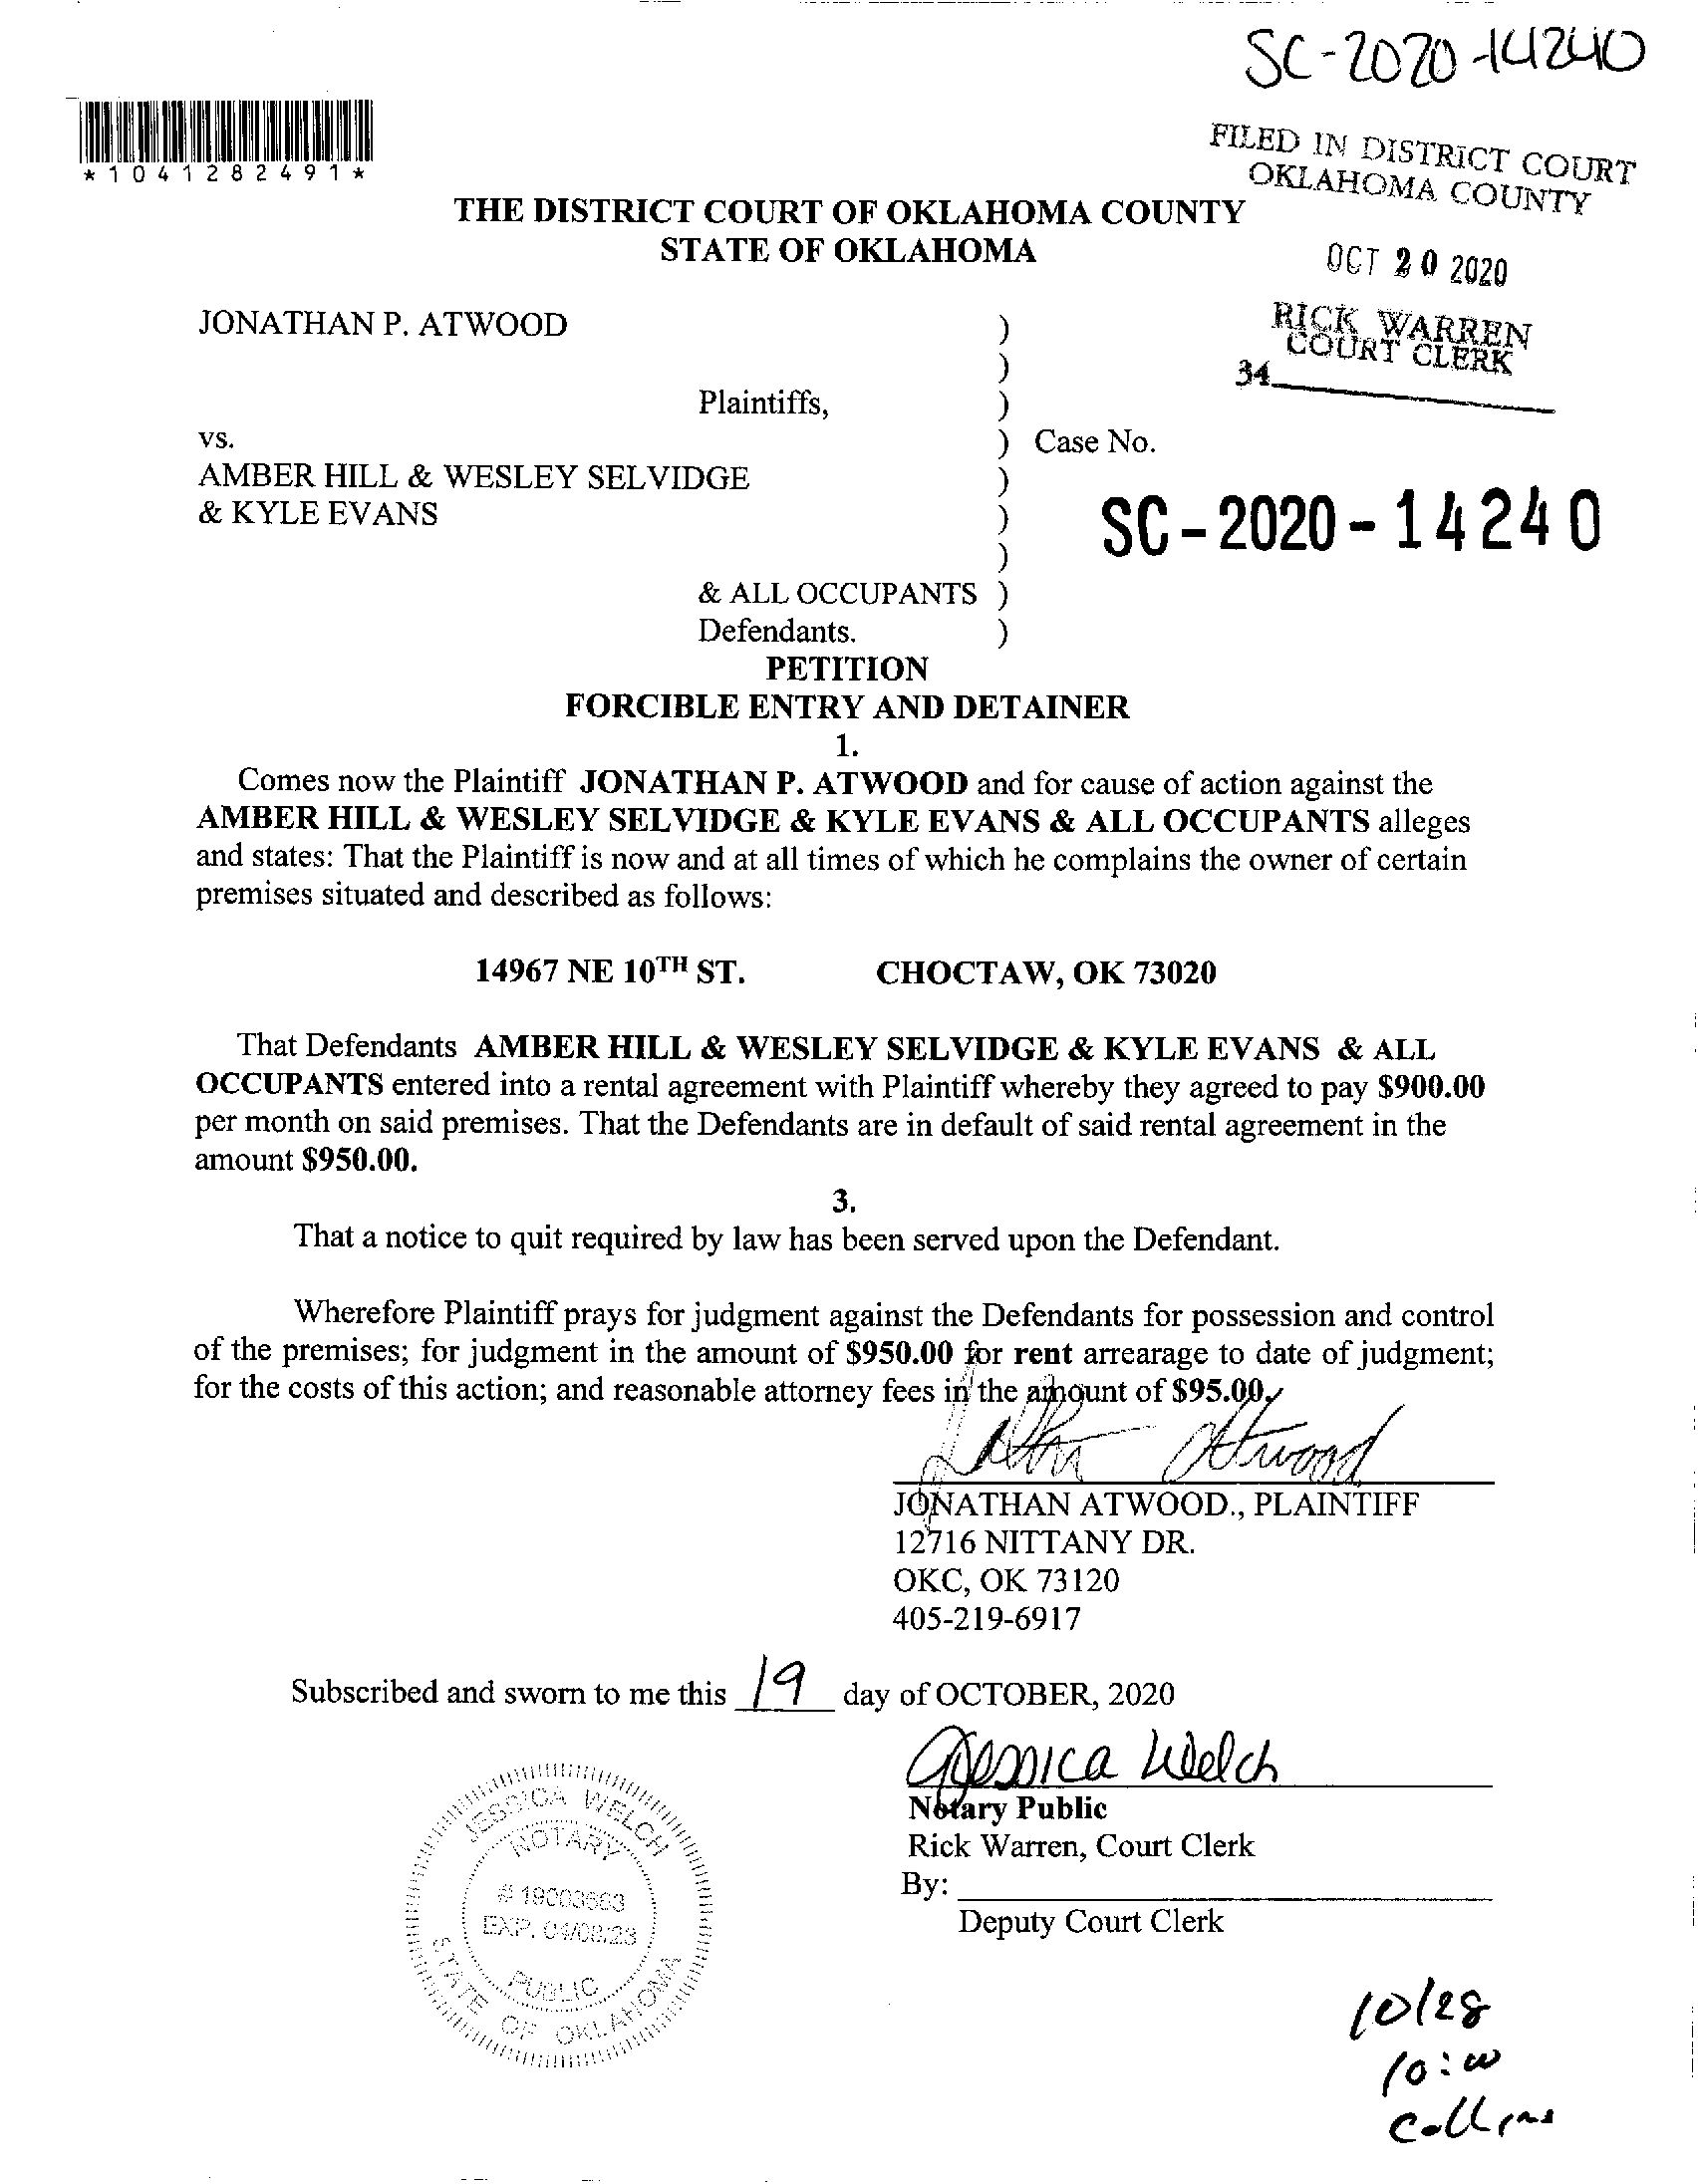 SC-2020-14240
*1041282491*
FILED IN DISTRICT COURT
OKLAHOMA COUNTY
THE DISTRICT COURT OF OKLAHOMA COUNTY
STATE OF OKLAHOMA
OCT 20 2020
RICK WARREN
COURT CLERK
34
JONATHAN P. ATWOOD )
)
Plaintiffs, )
vs. ) Case No.
AMBER HILL & WESLEY SELVIDGE )
& KYLE EVANS )
SC-2020-14240
)
& ALL OCCUPANTS )
Defendants. )
PETITION
FORCIBLE ENTRY AND DETAINER
1.
Comes now the Plaintiff JONATHAN P. ATWOOD and for cause of action against the
AMBER HILL & WESLEY SELVIDGE & KYLE EVANS & ALL OCCUPANTS alleges
and states: That the Plaintiff is now and at all times of which he complains the owner of certain
premises situated and described as follows:
14967 NE 10TH ST. CHOCTAW, OK 73020
That Defendants AMBER HILL & WESLEY SELVIDGE & KYLE EVANS & ALL
OCCUPANTS entered into a rental agreement with Plaintiff whereby they agreed to pay $900.00
per month on said premises. That the Defendants are in default of said rental agreement in the
amount $950.00.
3.
That a notice to quit required by law has been served upon the Defendant.
Wherefore Plaintiff prays for judgment against the Defendants for possession and control
of the premises; for judgment in the amount of $950.00 for rent arrearage to date of judgment;
for the costs of this action; and reasonable attorney fees in the amount of $95.00.
Atwood
JONATHAN ATWOOD., PLAINTIFF
12716 NITTANY DR.
OKC, OK 73120
405-219-6917
Subscribed and sworn to me this 19 day of OCTOBER, 2020
Jessica Welch
Notary Public
Rick Warren, Court Clerk
By:
Deputy Court Clerk
JESSICA WELCH
NOTARY
# 19003663
EXP. 04/08/23
PUBLIC
STATE OF OKLAHOMA
10/28
10:00
Collins